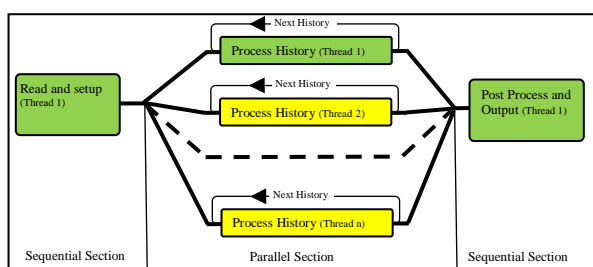 Next History
Process History (Thread 1)
Read and setup
(Thread 1)
Next History
Process History (Thread 2)
Post Process and
Output (Thread 1)
Next History
Process History (Thread n)
Sequential Section
Parallel Section
Sequential Section